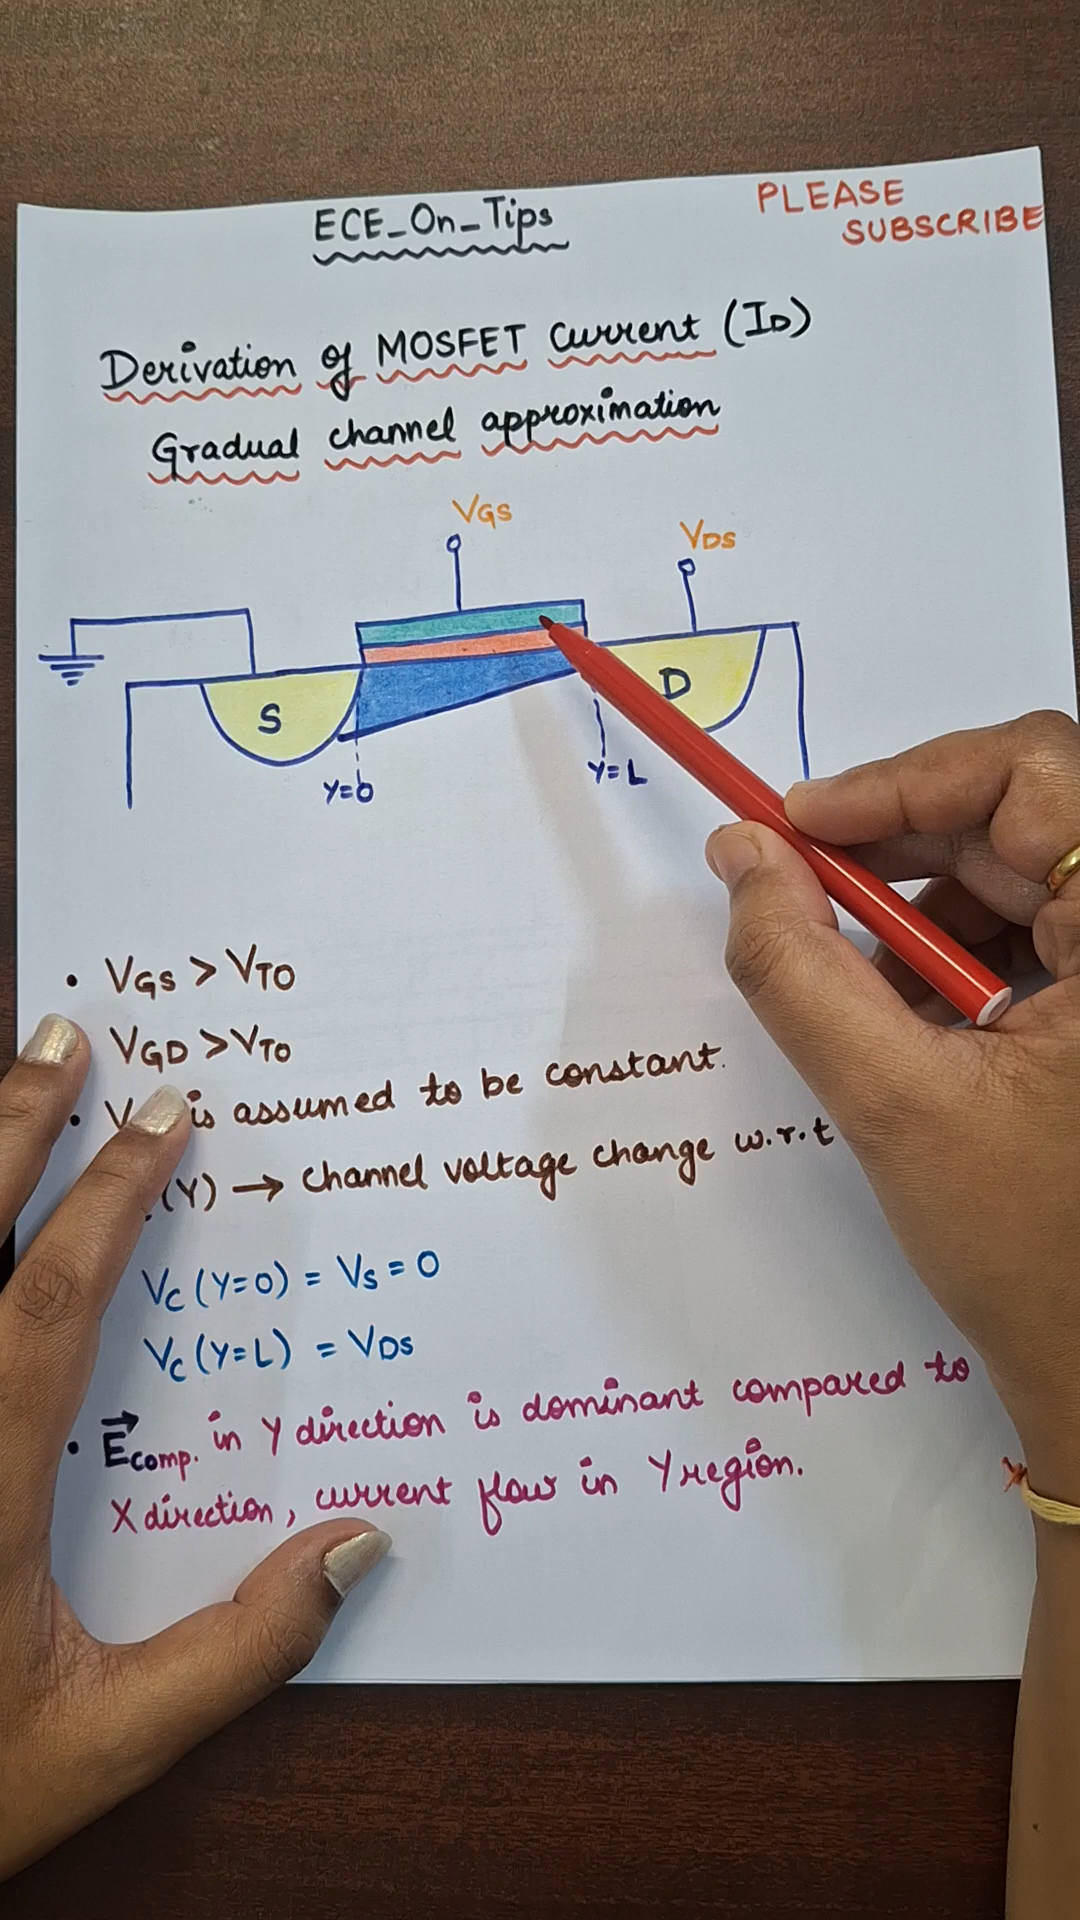 ECE_On_Tips
PLEASE
SUBSCRIBE
Derivation of MOSFET Current (ID)
Gradual channel approximation
VGS
VDS
S
D
Y=0
Y=L
• VGS > VTO
VGD > VTO
• V is assumed to be constant.
(Y) → Channel voltage change w.r.t
VC (Y=0) = VS = 0
VC (Y=L) = VDS
• Ecomp. in Y direction is dominant compared to
X direction, current flow in Y region.